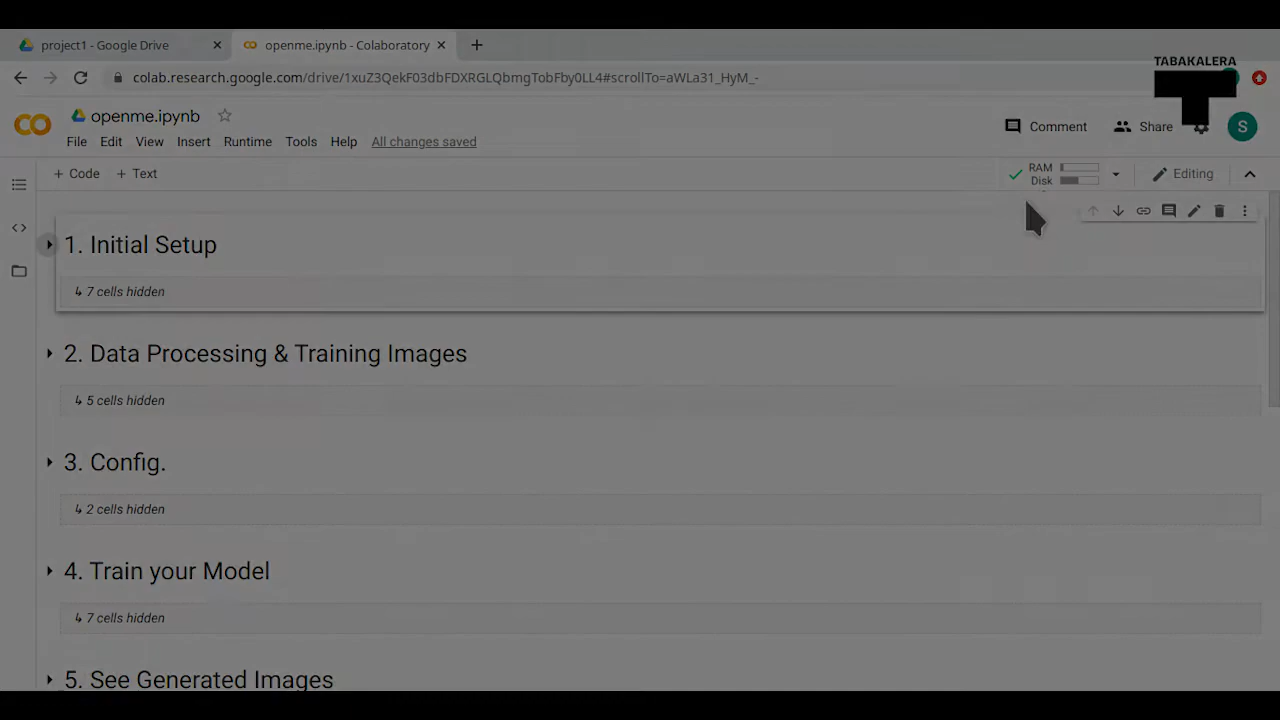 project1 - Google Drive
openme.ipynb - Colaboratory
colab.research.google.com/drive/1xuZ3QekF03dbFDXRGLQbmgTobFby0LL4#scrollTo=aWLa31_HyM_-
TABAKALERA
openme.ipynb
Comment
Share
S
File Edit View Insert Runtime Tools Help All changes saved
+ Code + Text
RAM
Disk
Editing
1. Initial Setup
7 cells hidden
2. Data Processing & Training Images
5 cells hidden
3. Config.
2 cells hidden
4. Train your Model
7 cells hidden
5. See Generated Images